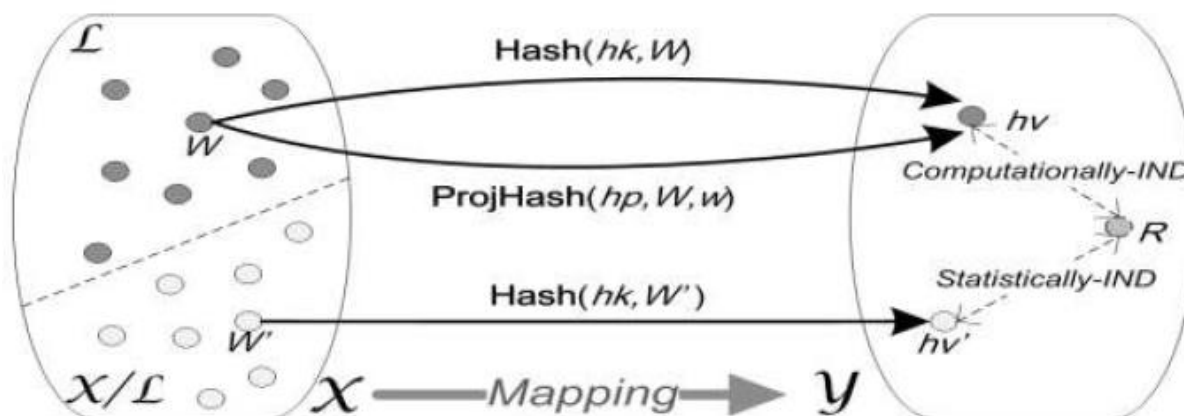 ℒ
Hash(hk, W)
W
hv
Computationally-IND
ProjHash(hp, W, w)
R
Statistically-IND
Hash(hk, W')
W'
hv'
𝒳/ℒ
𝒳 Mapping 𝒴